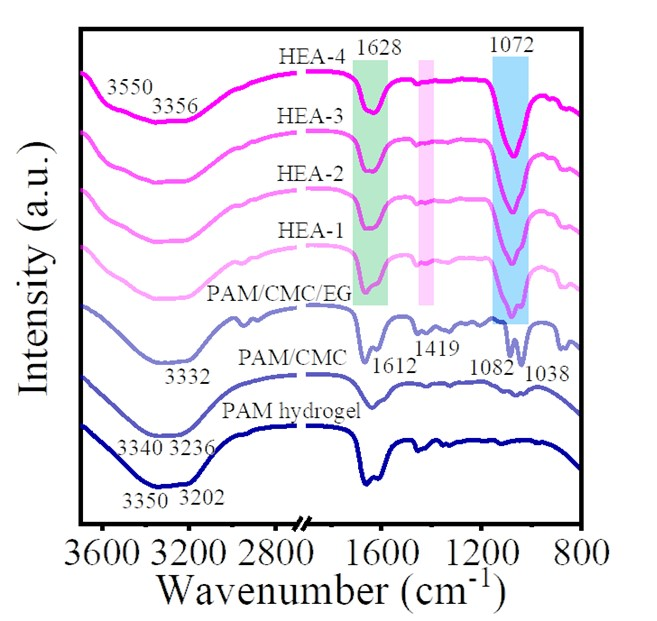 1628
1072
HEA-4
3550
3356
HEA-3
HEA-2
HEA-1
PAM/CMC/EG
3332
1612
1419
1082
1038
PAM/CMC
3340 3236
PAM hydrogel
3350 3202
Intensity (a.u.)
3600 3200 2800 1600 1200 800
Wavenumber (cm⁻¹)